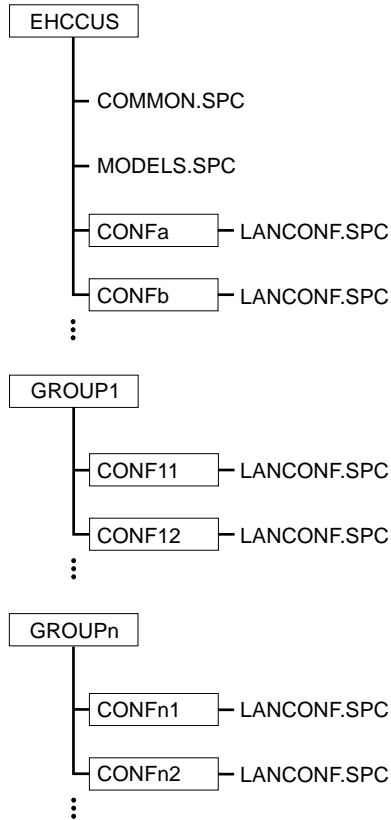 EHCCUS
COMMON.SPC
MODELS.SPC
CONFa LANCONF.SPC
CONFb LANCONF.SPC
GROUP1
CONF11 LANCONF.SPC
CONF12 LANCONF.SPC
GROUPn
CONFn1 LANCONF.SPC
CONFn2 LANCONF.SPC